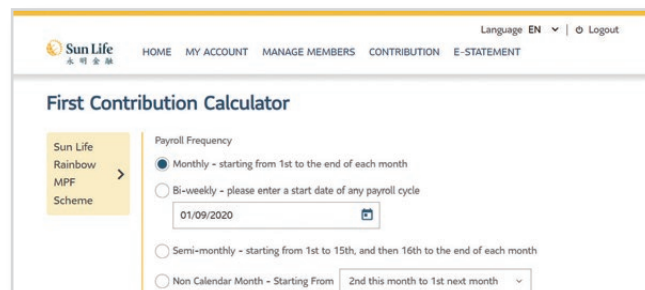 Language EN | Logout
Sun Life
永明金融
HOME MY ACCOUNT MANAGE MEMBERS CONTRIBUTION E-STATEMENT
First Contribution Calculator
Sun Life
Rainbow
MPF
Scheme
Payroll Frequency
Monthly - starting from 1st to the end of each month
Bi-weekly - please enter a start date of any payroll cycle
01/09/2020
Semi-monthly - starting from 1st to 15th, and then 16th to the end of each month
Non Calendar Month - Starting From 2nd this month to 1st next month